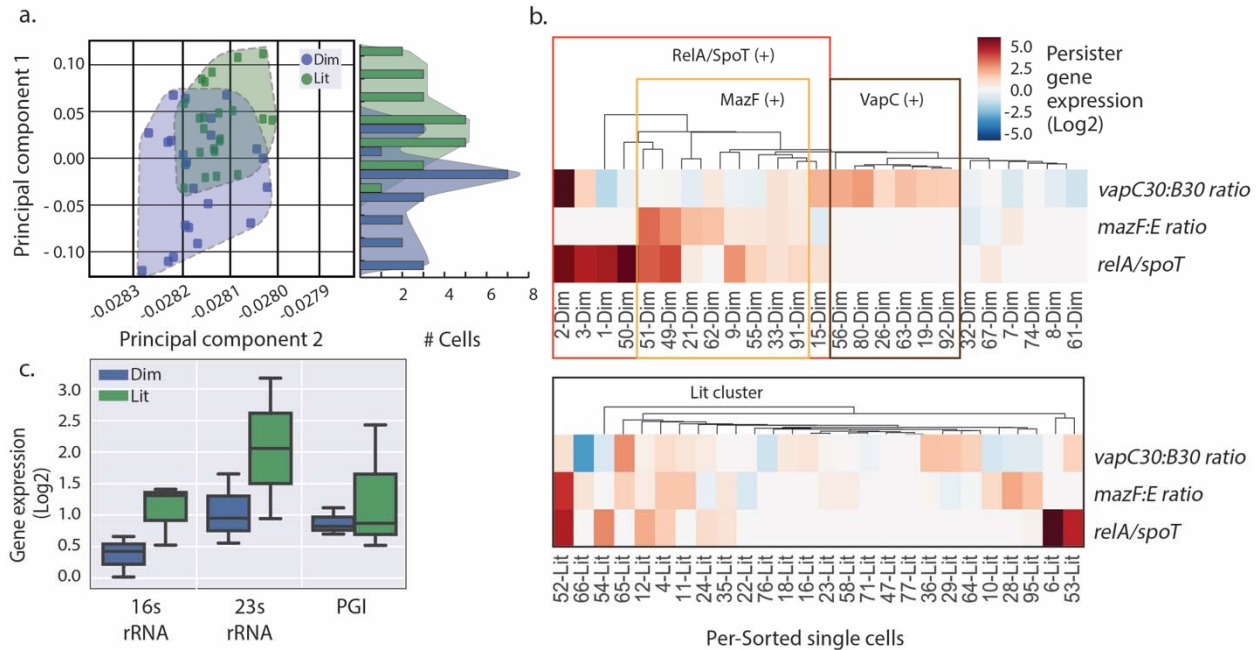 a.
Principal component 1
0.10
0.05
0.00
- 0.05
- 0.10
Dim
Lit
-0.0283
-0.0282
-0.0281
-0.0280
-0.0279
Principal component 2
2
4
6
8
# Cells
b.
RelA/SpoT (+)
MazF (+)
VapC (+)
5.0
2.5
0.0
-2.5
-5.0
Persister
gene
expression
(Log2)
vapC30:B30 ratio
mazF:E ratio
relA/spoT
2-Dim
3-Dim
1-Dim
50-Dim
51-Dim
49-Dim
21-Dim
62-Dim
9-Dim
55-Dim
33-Dim
91-Dim
15-Dim
56-Dim
80-Dim
26-Dim
63-Dim
19-Dim
92-Dim
32-Dim
67-Dim
7-Dim
74-Dim
8-Dim
61-Dim
Lit cluster
vapC30:B30 ratio
mazF:E ratio
relA/spoT
52-Lit
66-Lit
54-Lit
65-Lit
12-Lit
4-Lit
11-Lit
24-Lit
35-Lit
22-Lit
76-Lit
18-Lit
16-Lit
23-Lit
58-Lit
71-Lit
47-Lit
77-Lit
36-Lit
29-Lit
64-Lit
10-Lit
28-Lit
95-Lit
6-Lit
53-Lit
Per-Sorted single cells
c.
Dim
Lit
Gene expression
(Log2)
3.0
2.5
2.0
1.5
1.0
0.5
0.0
16s
rRNA
23s
rRNA
PGI